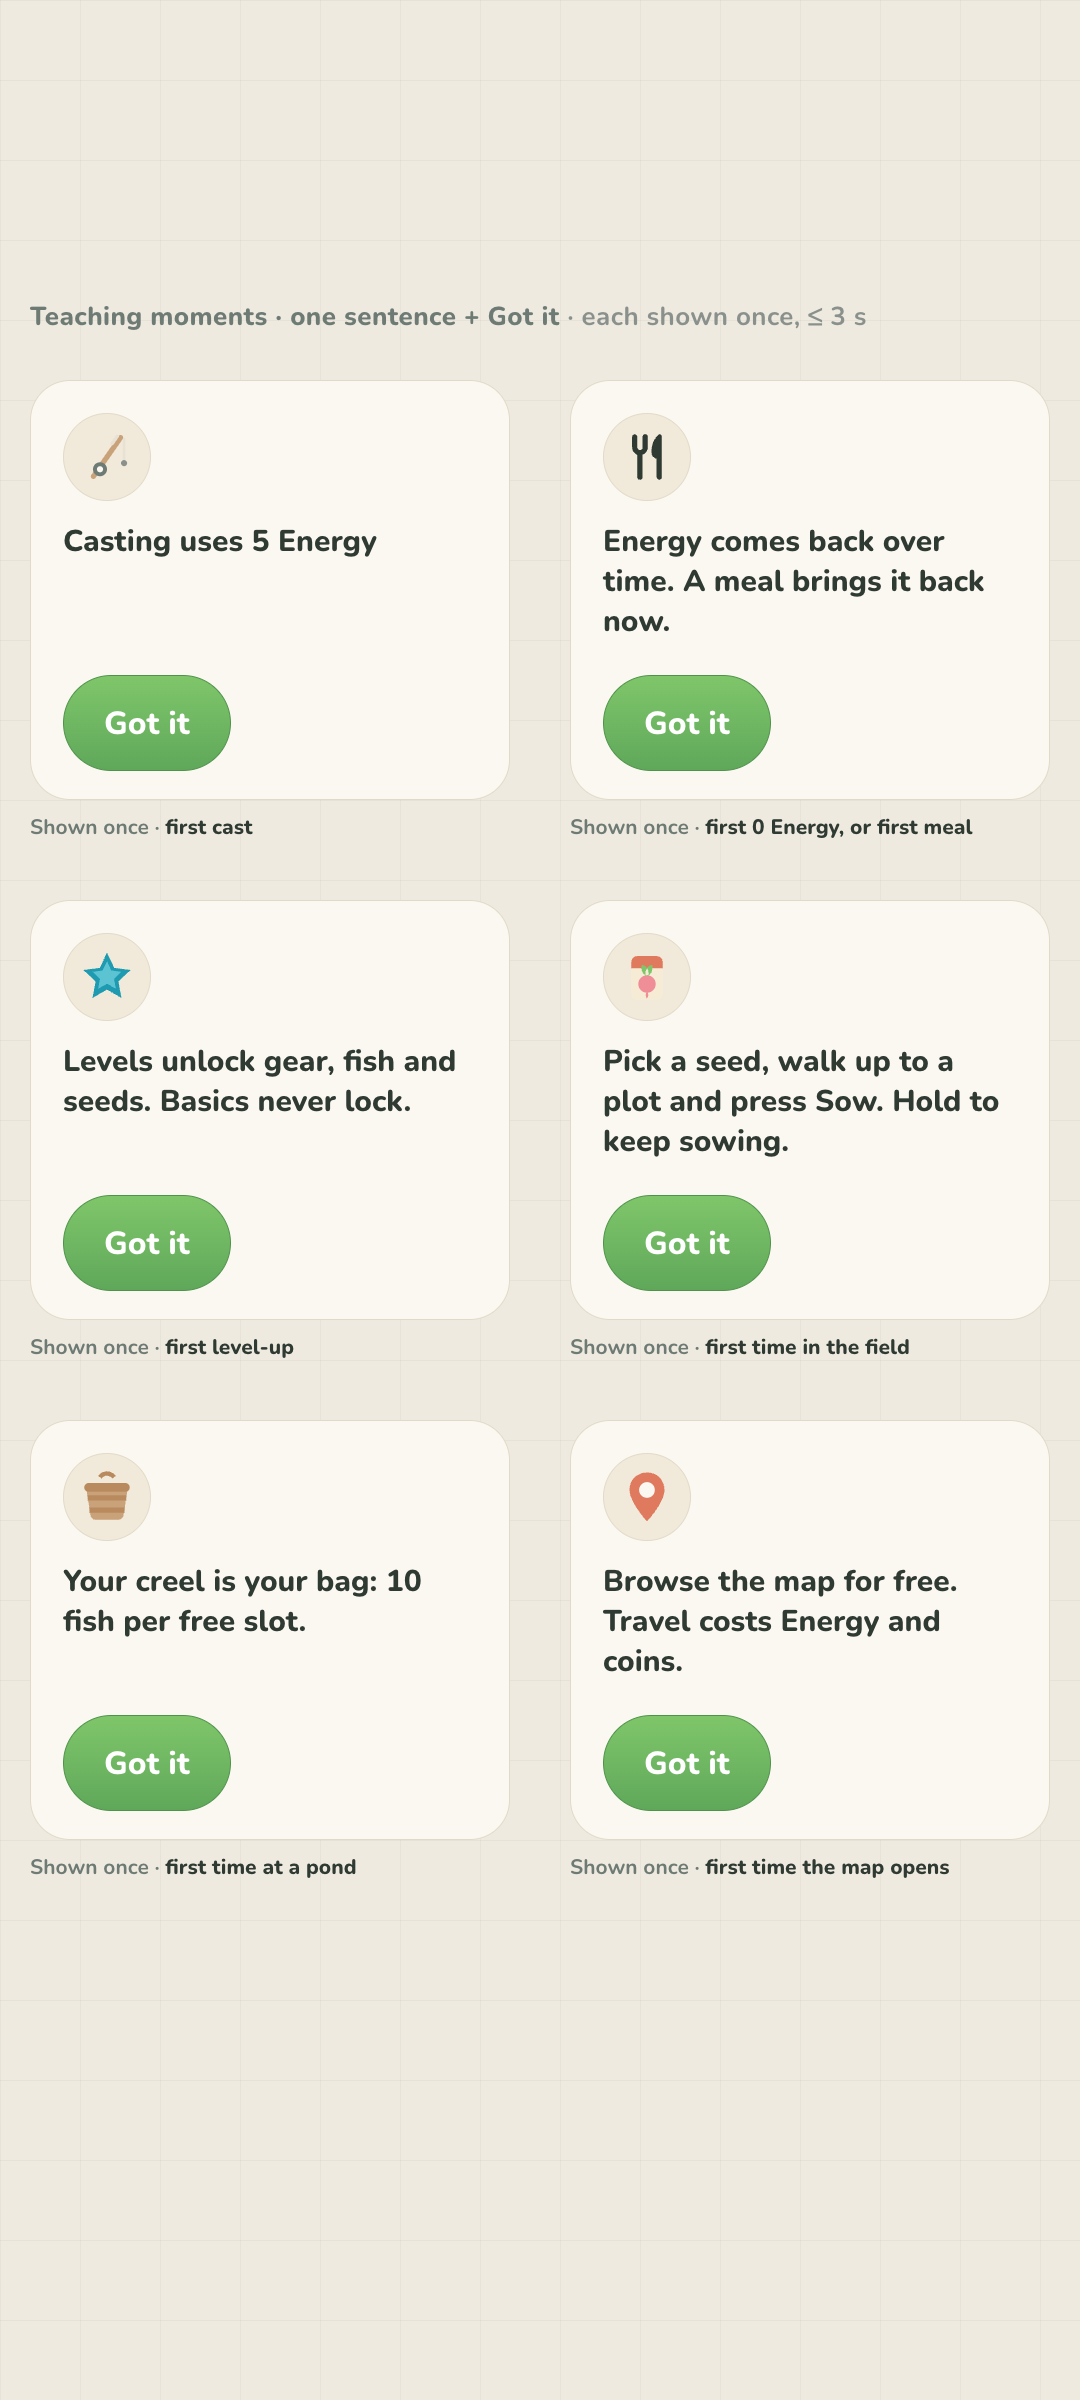 Teaching moments · one sentence + Got it · each shown once, ≤ 3 s
Casting uses 5 Energy
Got it
Shown once · first cast
Energy comes back over
time. A meal brings it back
now.
Got it
Shown once · first 0 Energy, or first meal
Levels unlock gear, fish and
seeds. Basics never lock.
Got it
Shown once · first level-up
Pick a seed, walk up to a
plot and press Sow. Hold to
keep sowing.
Got it
Shown once · first time in the field
Your creel is your bag: 10
fish per free slot.
Got it
Shown once · first time at a pond
Browse the map for free.
Travel costs Energy and
coins.
Got it
Shown once · first time the map opens